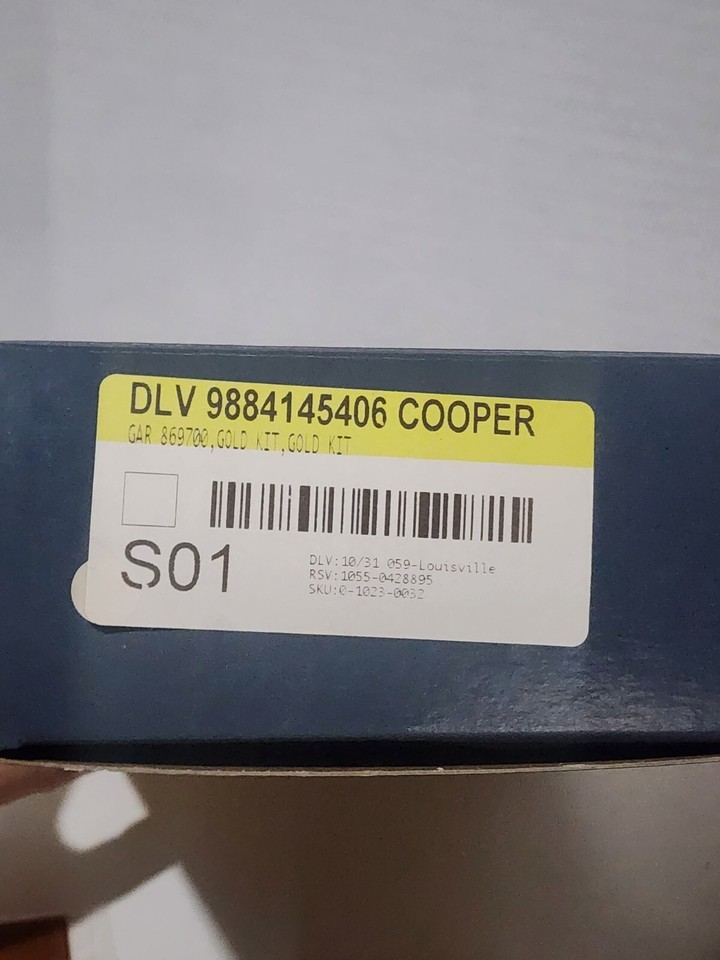 DLV 9884145406 COOPER
GAR 869700,GOLD KIT,GOLD KIT
S01
DLV:10/31 059-Louisville
RSV:1055-0428895
SKU:0-1023-0032